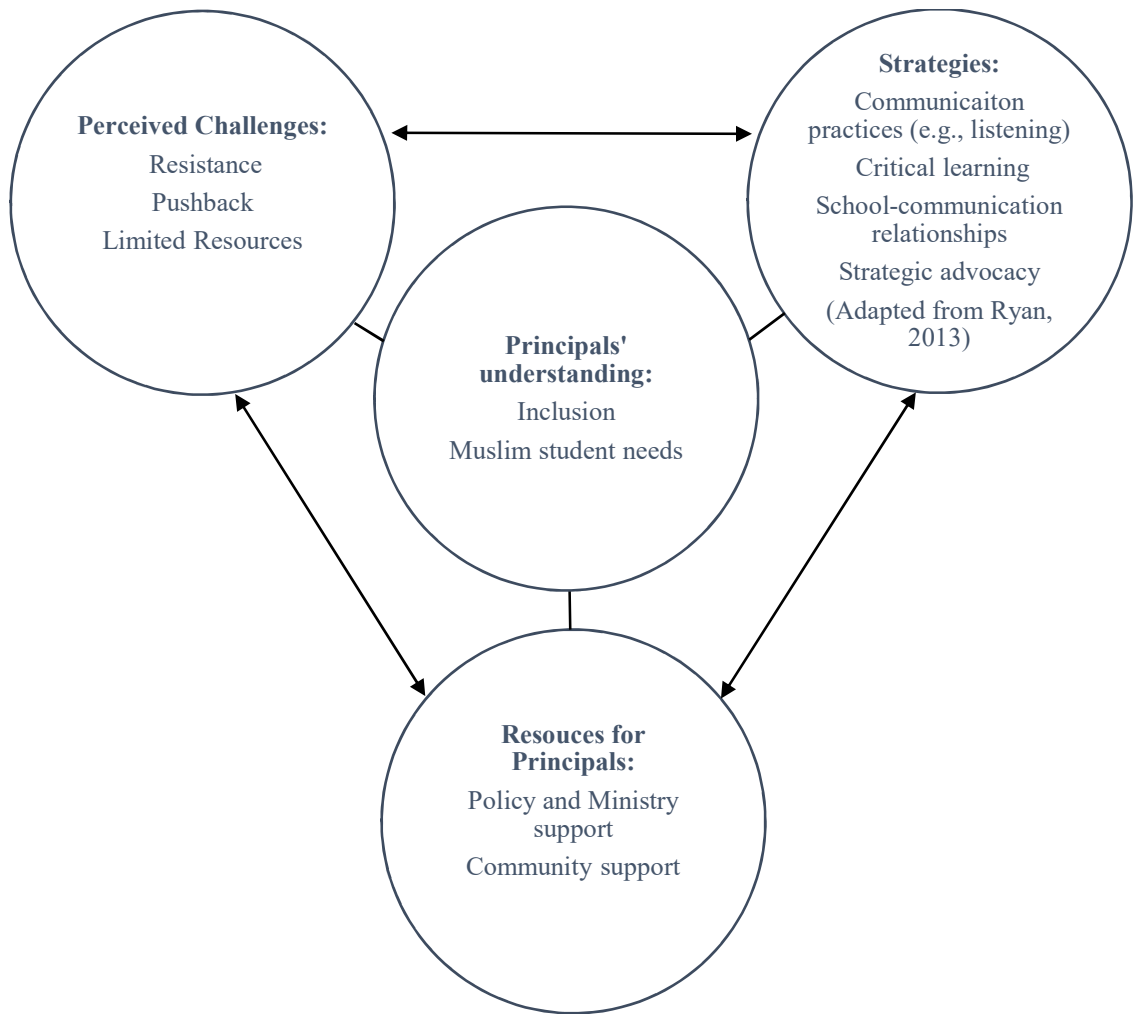 Perceived Challenges:
Resistance
Pushback
Limited Resources
Strategies:
Communicaiton
practices (e.g., listening)
Critical learning
School-communication
relationships
Strategic advocacy
(Adapted from Ryan,
2013)
Principals'
understanding:
Inclusion
Muslim student needs
Resouces for
Principals:
Policy and Ministry
support
Community support